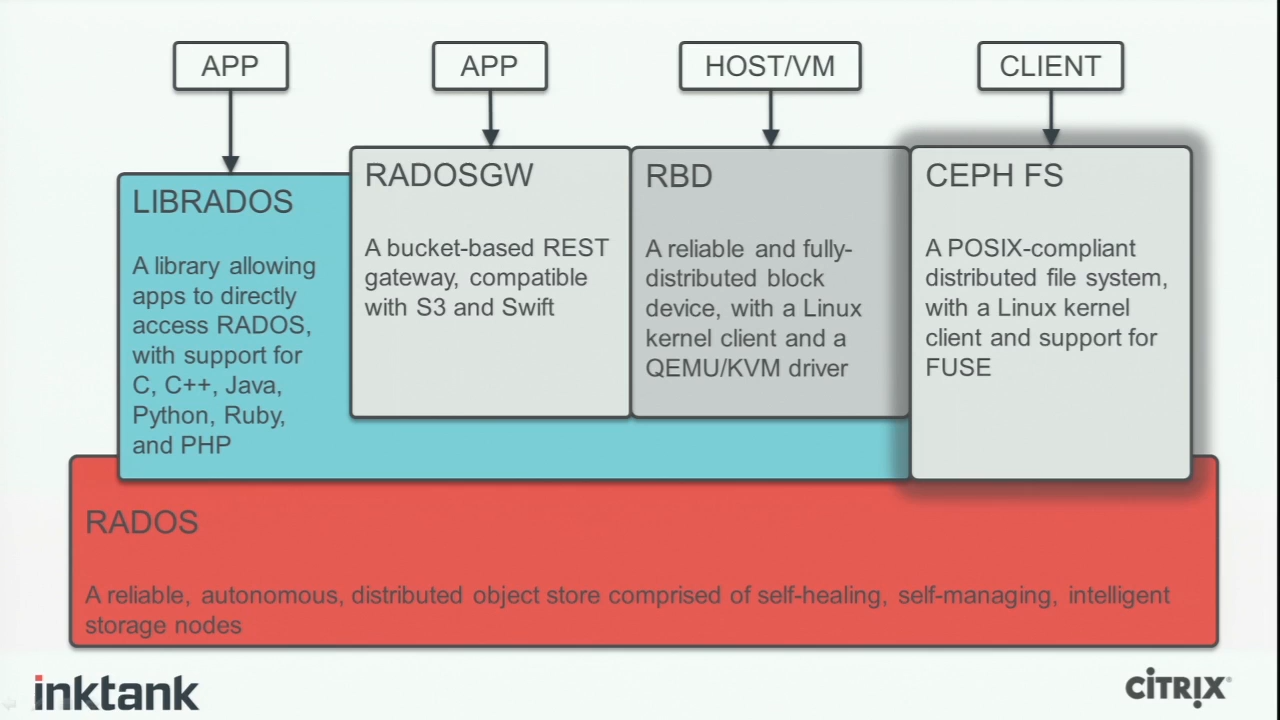 APP
APP
HOST/VM
CLIENT
LIBRADOS
A library allowing
apps to directly
access RADOS,
with support for
C, C++, Java,
Python, Ruby,
and PHP
RADOSGW
A bucket-based REST
gateway, compatible
with S3 and Swift
RBD
A reliable and fully-
distributed block
device, with a Linux
kernel client and a
QEMU/KVM driver
CEPH FS
A POSIX-compliant
distributed file system,
with a Linux kernel
client and support for
FUSE
RADOS
A reliable, autonomous, distributed object store comprised of self-healing, self-managing, intelligent
storage nodes
inktank
CITRIX